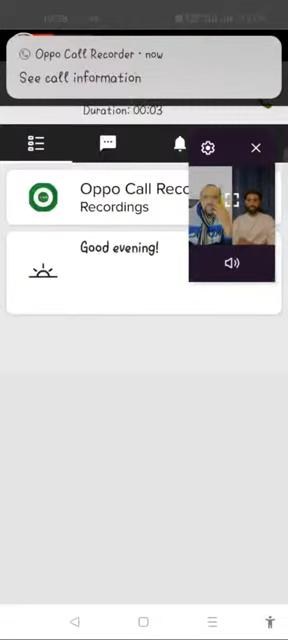 Oppo Call Recorder • now
See call information
Duration: 00:03
Oppo Call Reco
Recordings
Good evening!